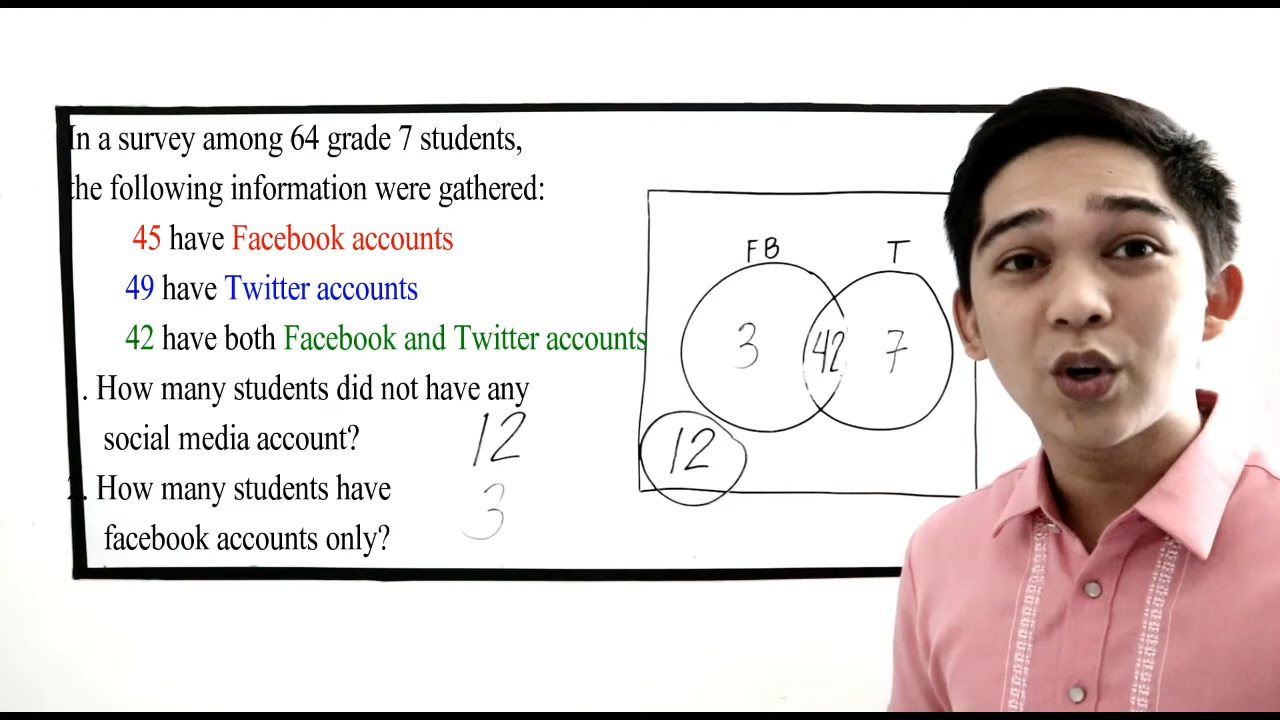 In a survey among 64 grade 7 students,
the following information were gathered:
45 have Facebook accounts
49 have Twitter accounts
42 have both Facebook and Twitter accounts
. How many students did not have any
social media account?
12
2. How many students have
facebook accounts only?
3
FB T
3 42 7
12